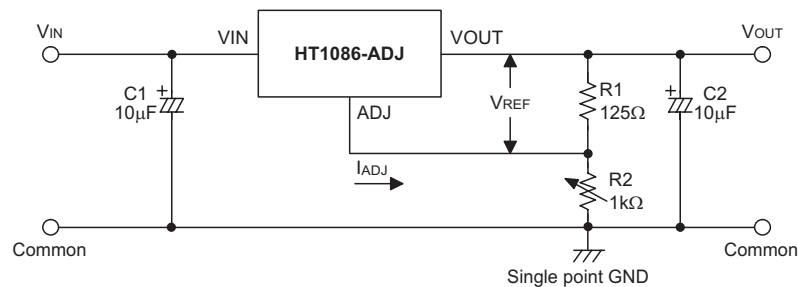 VIN
VIN
HT1086-ADJ
VOUT
VOUT
C1
+
10µF
ADJ
VREF
R1
125Ω
+
C2
10µF
IADJ
R2
1kΩ
Common
Common
Single point GND